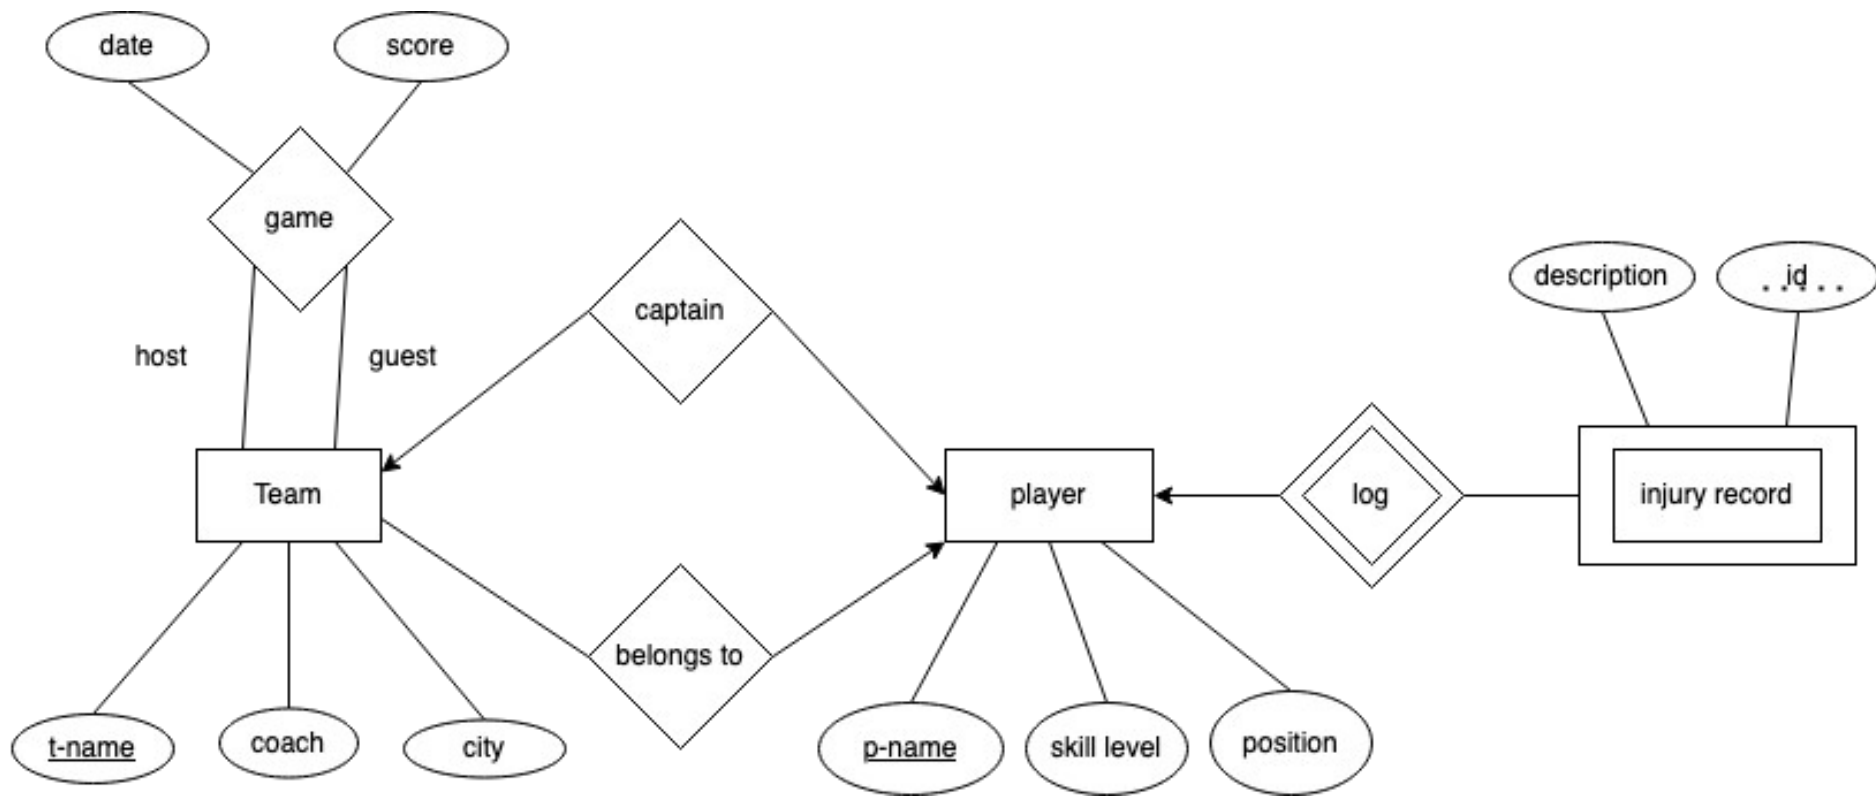 date
score
game
host
guest
captain
description
id
Team
player
log
injury record
belongs to
t-name
coach
city
p-name
skill level
position